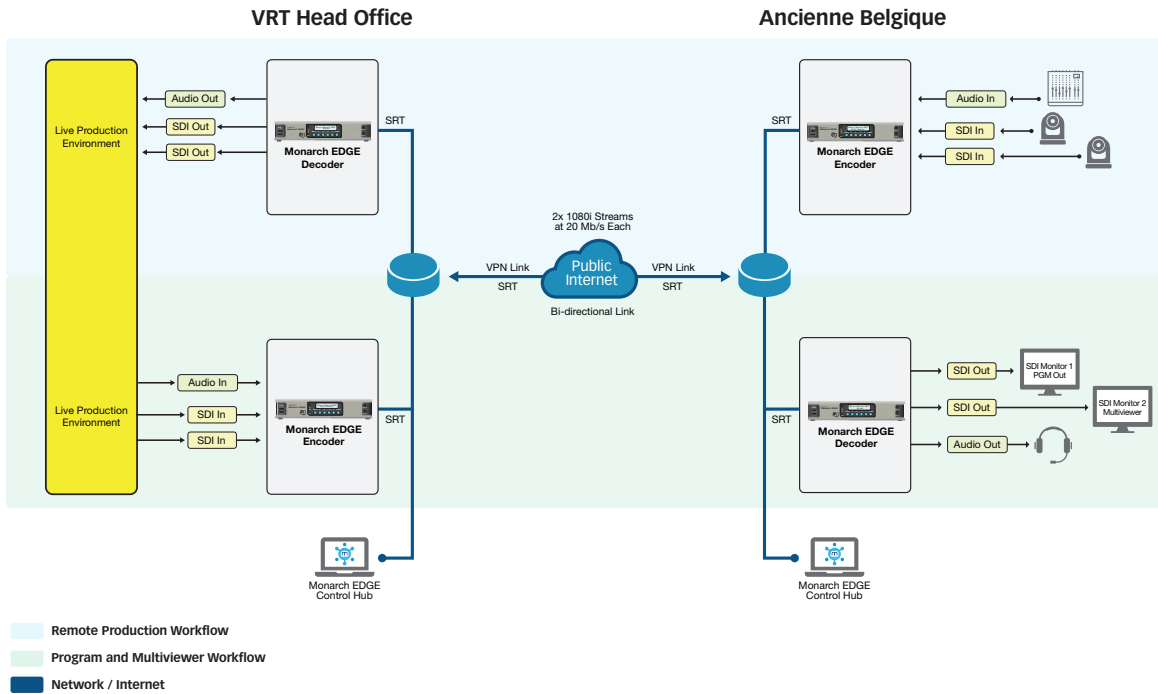 VRT Head Office
Ancienne Belgique
Live Production
Environment
Audio Out
SDI Out
SDI Out
Monarch EDGE
Decoder
SRT
SRT
Monarch EDGE
Encoder
Audio In
SDI In
SDI In
2x 1080i Streams
at 20 Mb/s Each
VPN Link
SRT
Public
Internet
VPN Link
SRT
Bi-directional Link
Live Production
Environment
Audio In
SDI In
SDI In
Monarch EDGE
Encoder
SRT
SRT
Monarch EDGE
Decoder
SDI Out
SDI Out
Audio Out
SDI Monitor 1
PGM Out
SDI Monitor 2
Multiviewer
m
Monarch EDGE
Control Hub
m
Monarch EDGE
Control Hub
Remote Production Workflow
Program and Multiviewer Workflow
Network / Internet